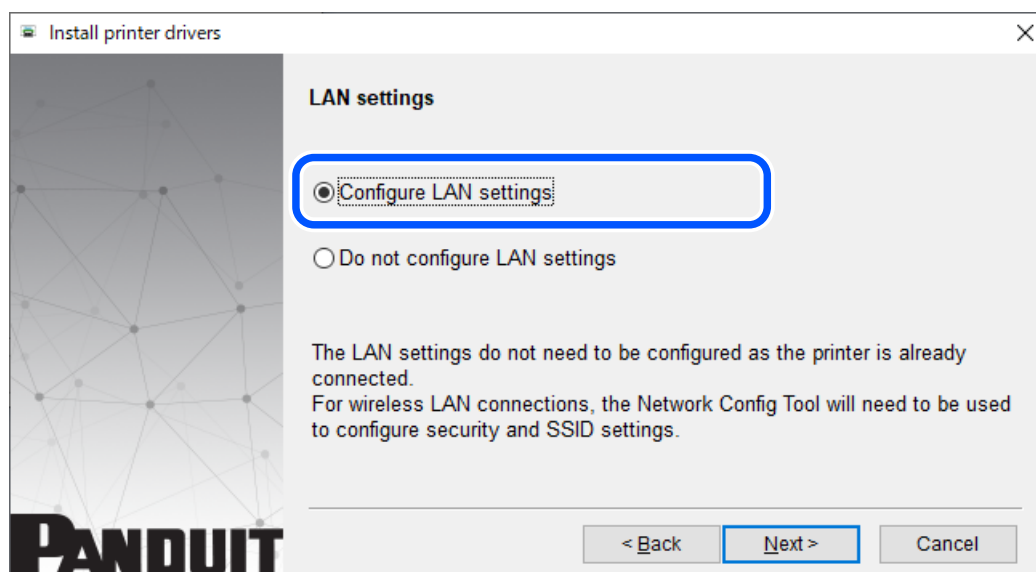 Install printer drivers
LAN settings
Configure LAN settings
Do not configure LAN settings
The LAN settings do not need to be configured as the printer is already
connected.
For wireless LAN connections, the Network Config Tool will need to be used
to configure security and SSID settings.
PANDUIT
< Back
Next >
Cancel